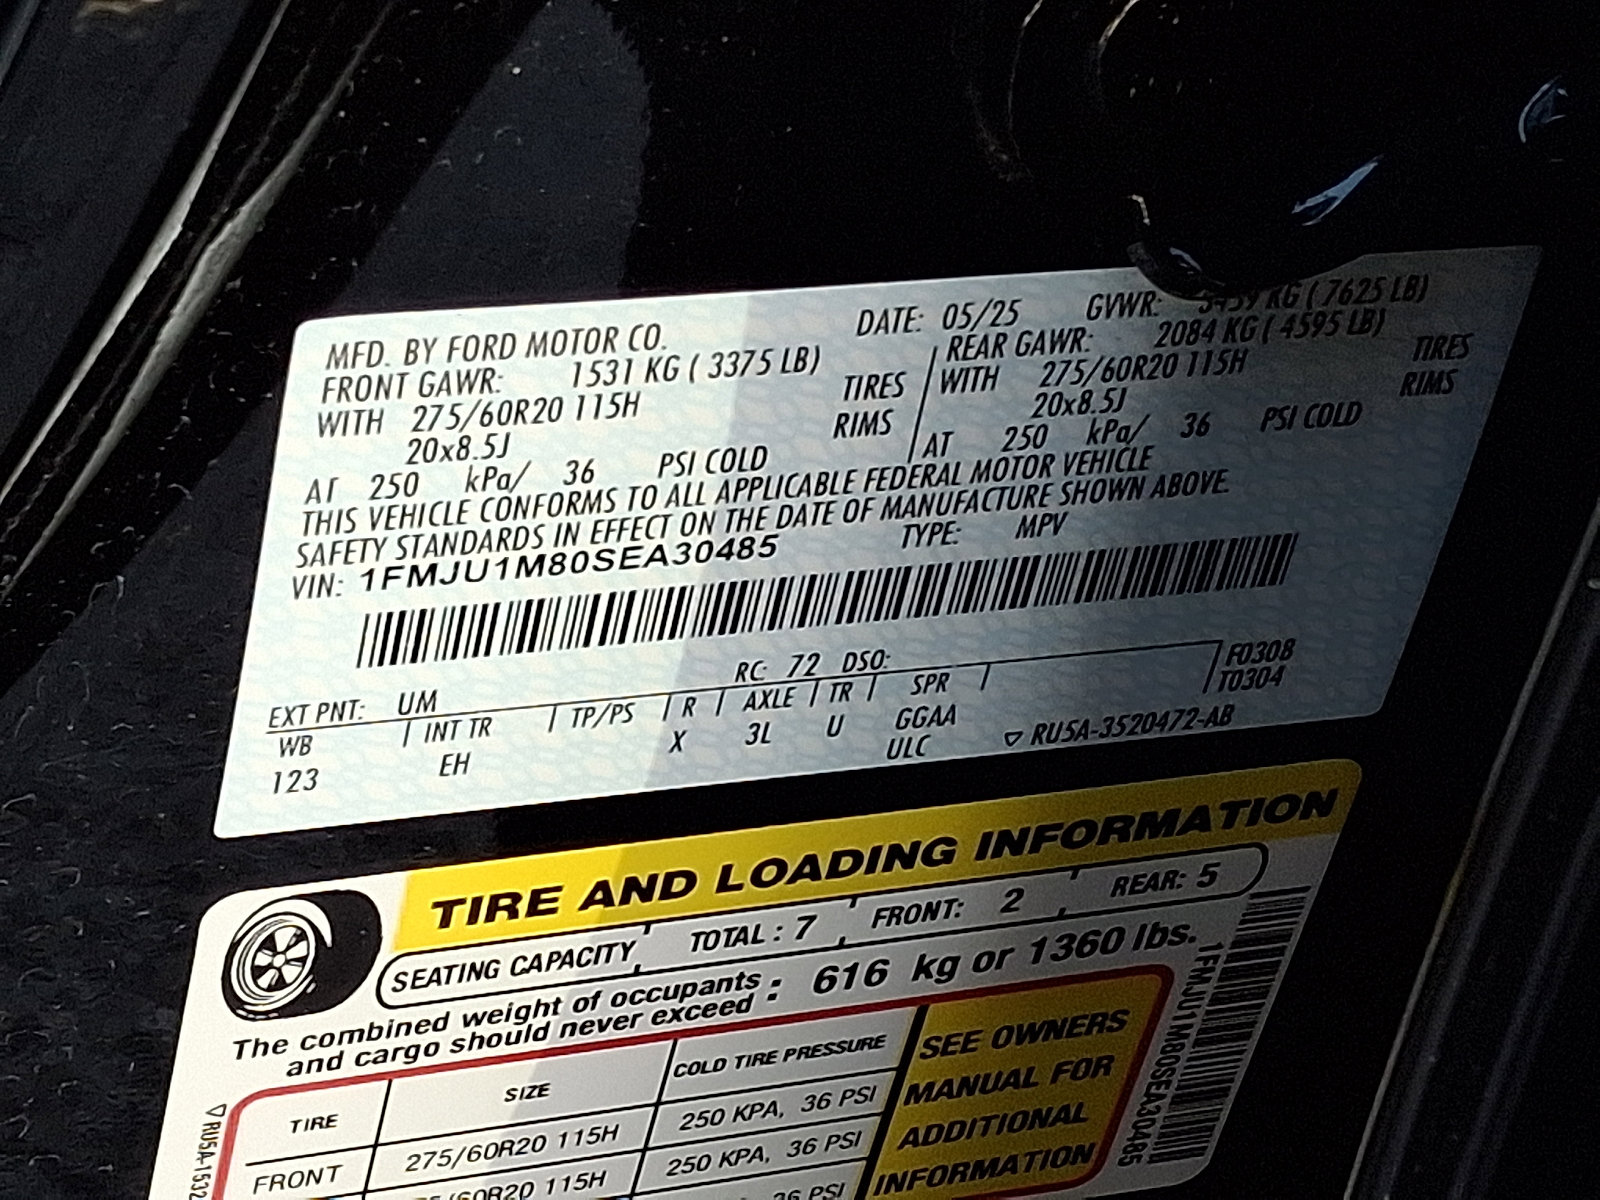 MFD. BY FORD MOTOR CO. DATE: 05/25 GVWR: 3459 KG ( 7625 LB)
FRONT GAWR: 1531 KG ( 3375 LB) REAR GAWR: 2084 KG ( 4595 LB)
WITH 275/60R20 115H TIRES WITH 275/60R20 115H TIRES
20x8.5J RIMS 20x8.5J RIMS
AT 250 kPa/ 36 PSI COLD AT 250 kPa/ 36 PSI COLD
THIS VEHICLE CONFORMS TO ALL APPLICABLE FEDERAL MOTOR VEHICLE
SAFETY STANDARDS IN EFFECT ON THE DATE OF MANUFACTURE SHOWN ABOVE.
VIN: 1FMJU1M80SEA30485 TYPE: MPV
EXT PNT: UM RC: 72 DSO: F0308
WB INT TR TP/PS R AXLE TR SPR T0304
123 EH X 3L U GGAA
ULC RU5A-3520472-AB
TIRE AND LOADING INFORMATION
SEATING CAPACITY TOTAL : 7 FRONT: 2 REAR: 5
The combined weight of occupants
and cargo should never exceed : 616 kg or 1360 lbs.
TIRE SIZE COLD TIRE PRESSURE
FRONT 275/60R20 115H 250 KPA, 36 PSI
/60R20 115H 250 KPA, 36 PSI
36 PSI
SEE OWNERS
MANUAL FOR
ADDITIONAL
INFORMATION
1FMJU1M80SEA30485
RU5A-1532